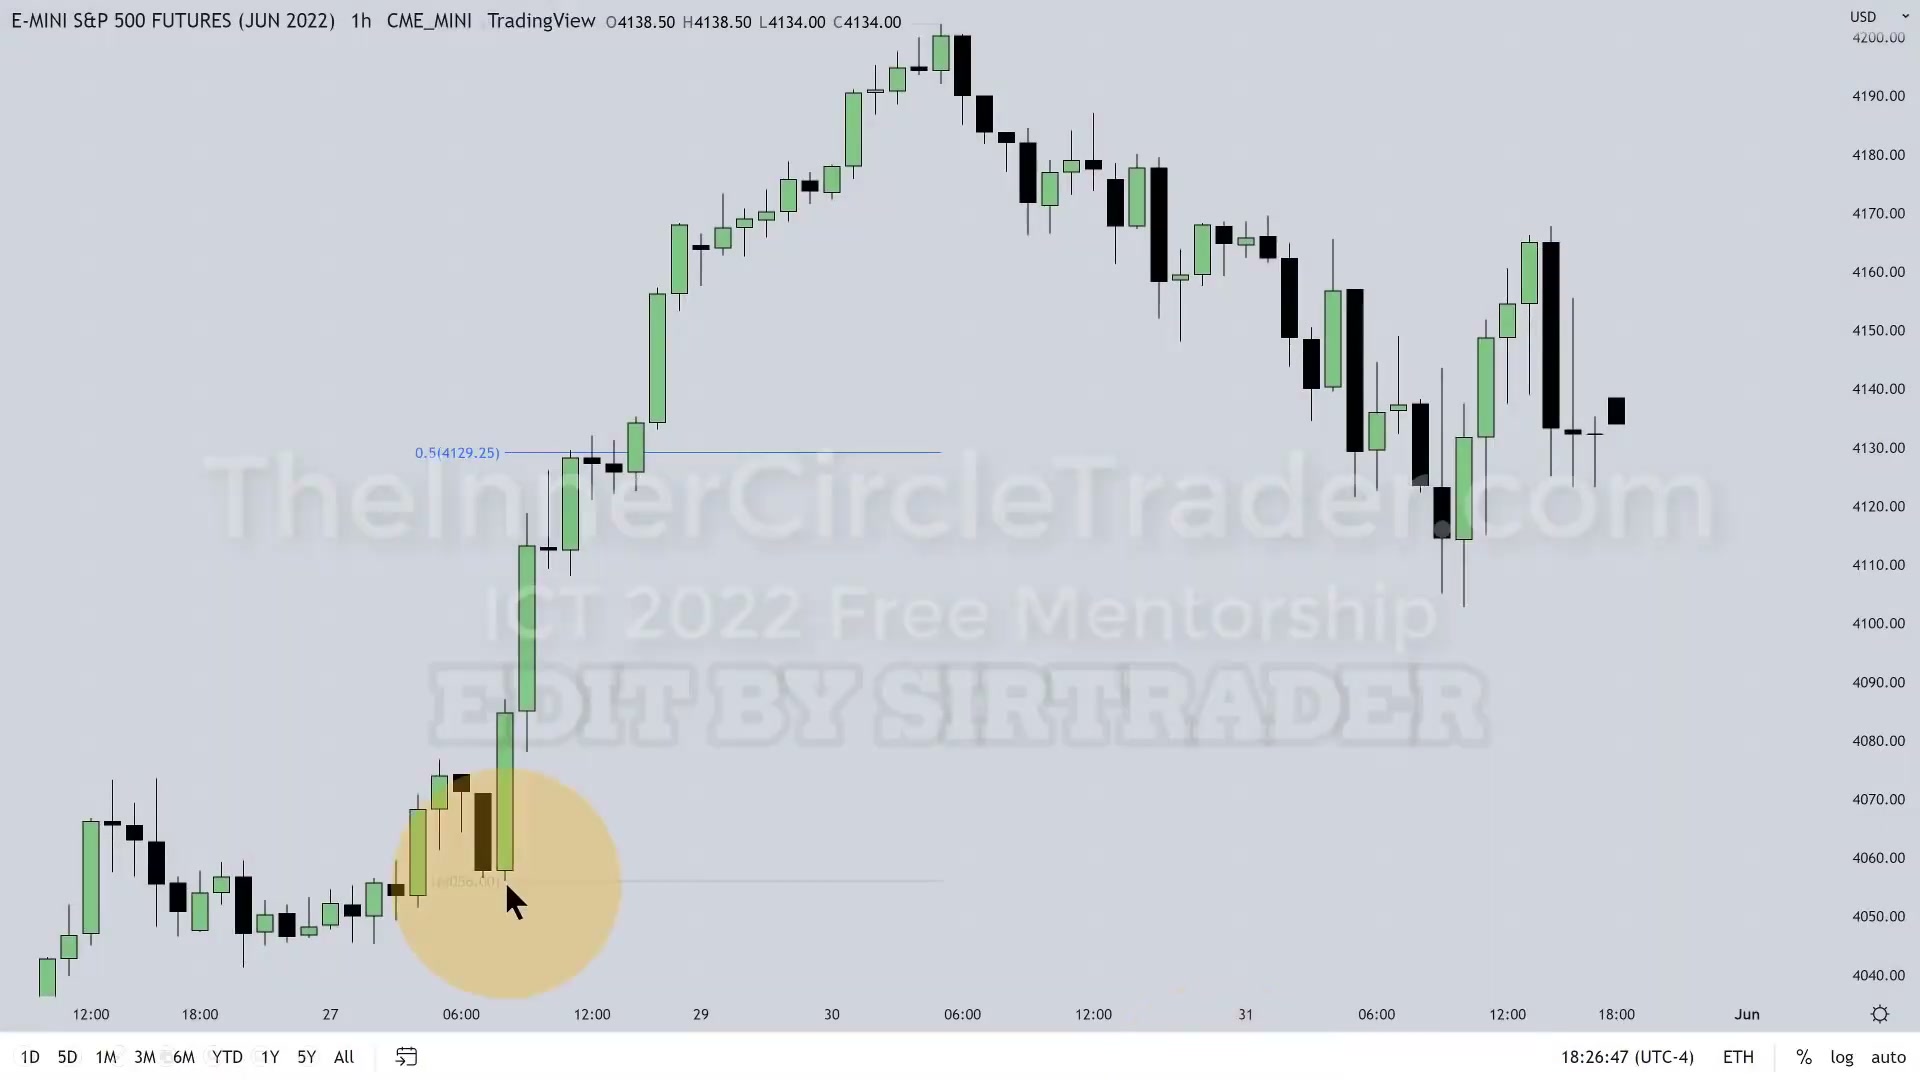 E-MINI S&P 500 FUTURES (JUN 2022) 1h CME_MINI TradingView O4138.50 H4138.50 L4134.00 C4134.00
USD
4200.00
4190.00
4180.00
4170.00
4160.00
4150.00
4140.00
4130.00
4120.00
4110.00
4100.00
4090.00
4080.00
4070.00
4060.00
4050.00
4040.00
0.5(4129.25)
TheInnerCircleTrader.com
ICT 2022 Free Mentorship
EDIT BY SIRTRADER
12:00 18:00 27 06:00 12:00 29 30 06:00 12:00 31 06:00 12:00 18:00 Jun
1D 5D 1M 3M 6M YTD 1Y 5Y All
18:26:47 (UTC-4) ETH % log auto